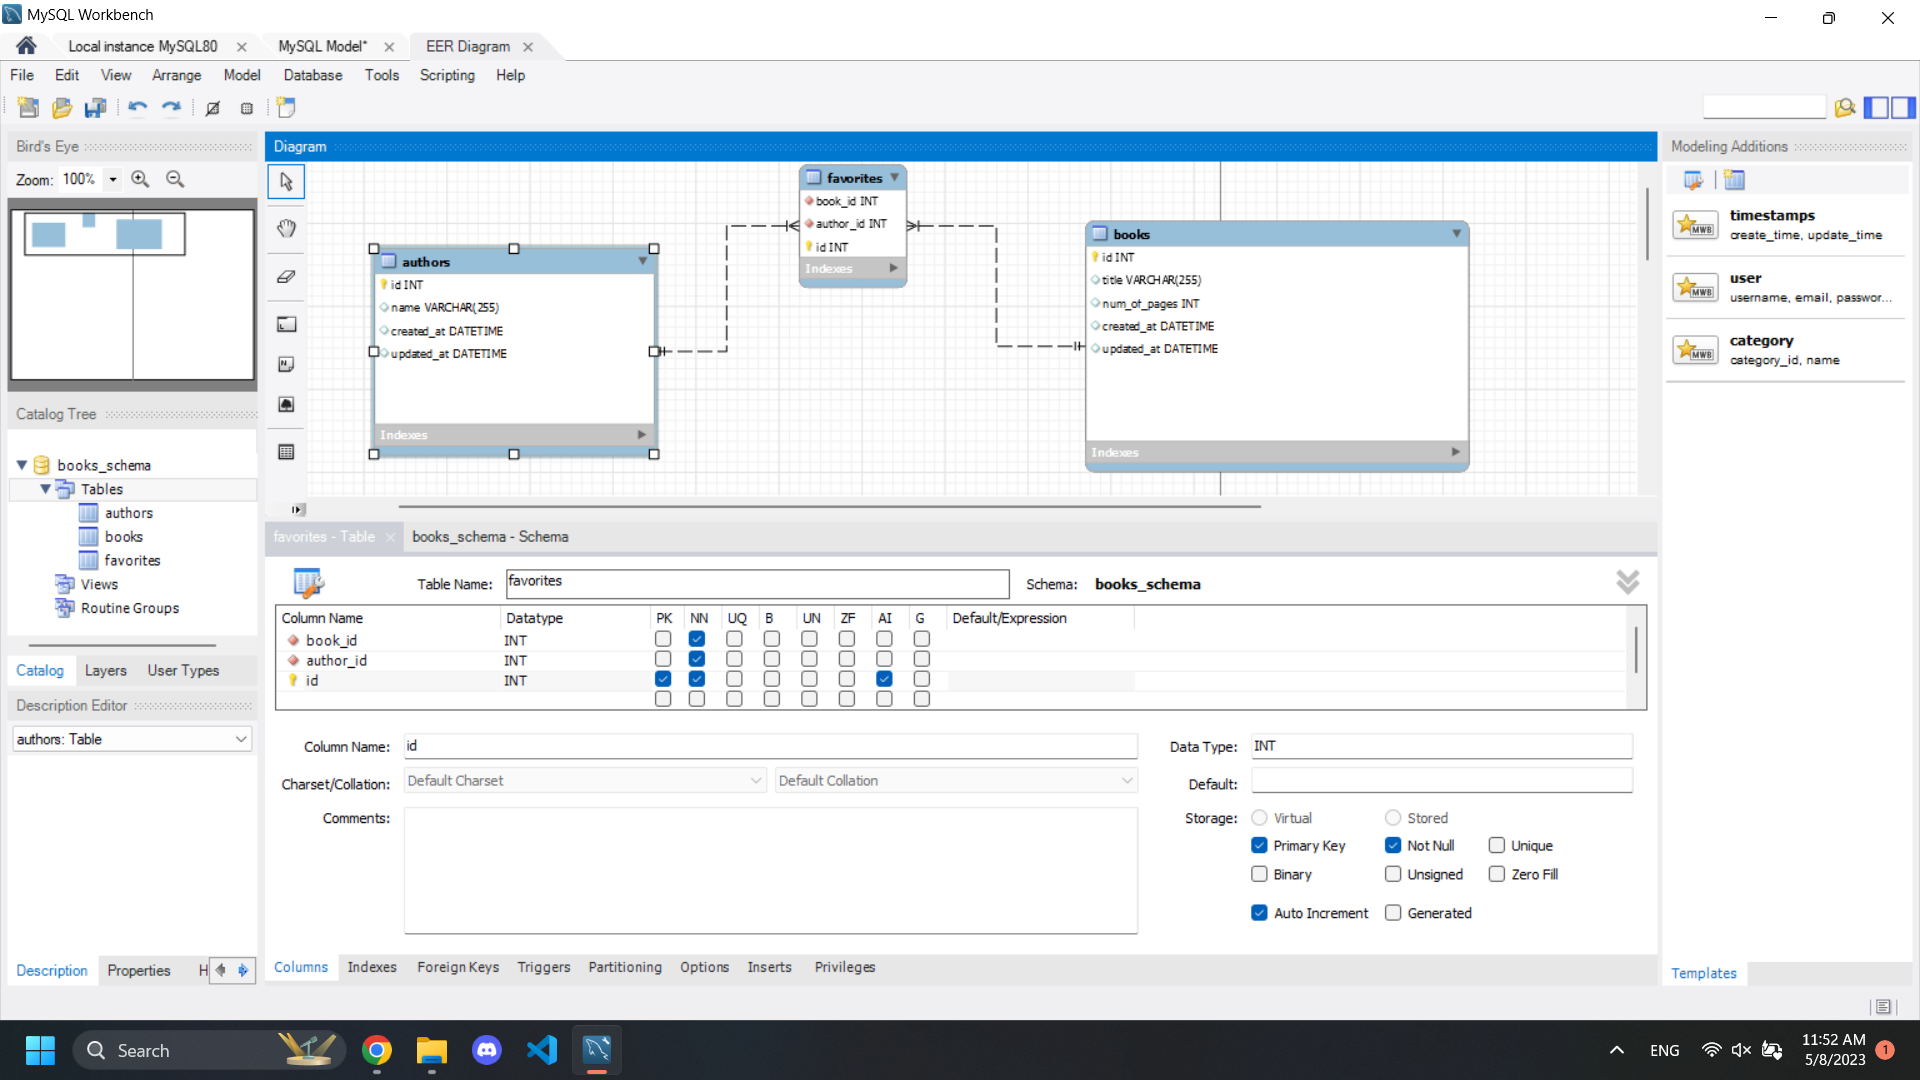 MySQL Workbench
Local instance MySQL80
MySQL Model*
EER Diagram
File Edit View Arrange Model Database Tools Scripting Help
Bird's Eye
Zoom: 100%
Catalog Tree
books_schema
Tables
authors
books
favorites
Views
Routine Groups
Catalog Layers User Types
Description Editor
authors: Table
Description Properties H
Diagram
authors
id INT
name VARCHAR(255)
created_at DATETIME
updated_at DATETIME
Indexes
favorites
book_id INT
author_id INT
id INT
Indexes
books
id INT
title VARCHAR(255)
num_of_pages INT
created_at DATETIME
updated_at DATETIME
Indexes
favorites - Table
books_schema - Schema
Table Name: favorites Schema: books_schema
Column Name Datatype PK NN UQ B UN ZF AI G Default/Expression
book_id INT
author_id INT
id INT
Column Name: id
Data Type: INT
Charset/Collation: Default Charset Default Collation
Default:
Comments:
Storage: Virtual Stored
Primary Key Not Null Unique
Binary Unsigned Zero Fill
Auto Increment Generated
Columns Indexes Foreign Keys Triggers Partitioning Options Inserts Privileges
Modeling Additions
MWB
timestamps
create_time, update_time
MWB
user
username, email, passwor...
MWB
category
category_id, name
Templates
Search
ENG
11:52 AM
5/8/2023
1